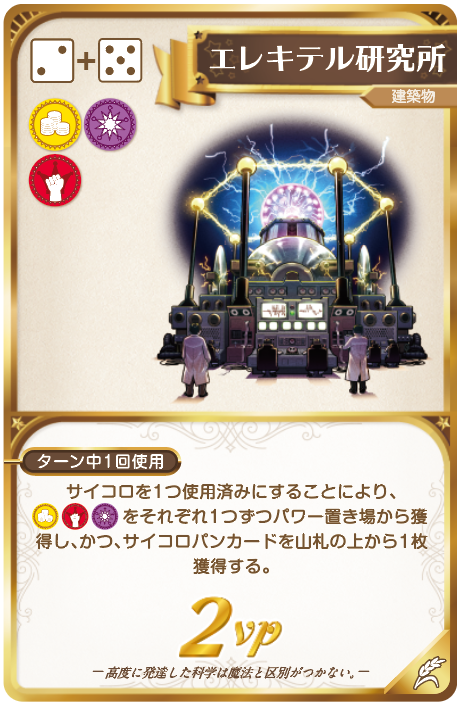 +
エレキテル研究所
建築物
ターン中1回使用
サイコロを1つ使用済みにすることにより、
をそれぞれ1つずつパワー置き場から獲
得し、かつ、サイコロパンカードを山札の上から1枚
獲得する。
2vp
―高度に発達した科学は魔法と区別がつかない。―